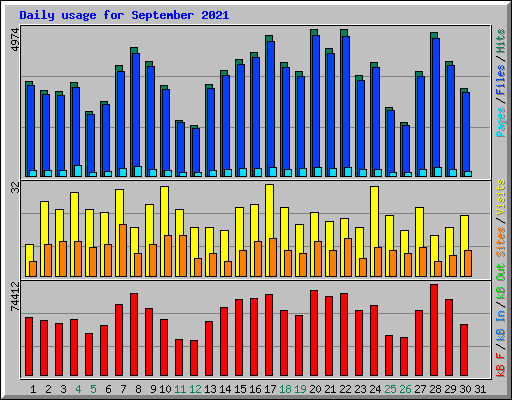 Daily usage for September 2021
4974
Pages / Files / Hits
32
Sites / Visits
74412
kB F / kB In / kB Out
1 2 3 4 5 6 7 8 9 10 11 12 13 14 15 16 17 18 19 20 21 22 23 24 25 26 27 28 29 30 31